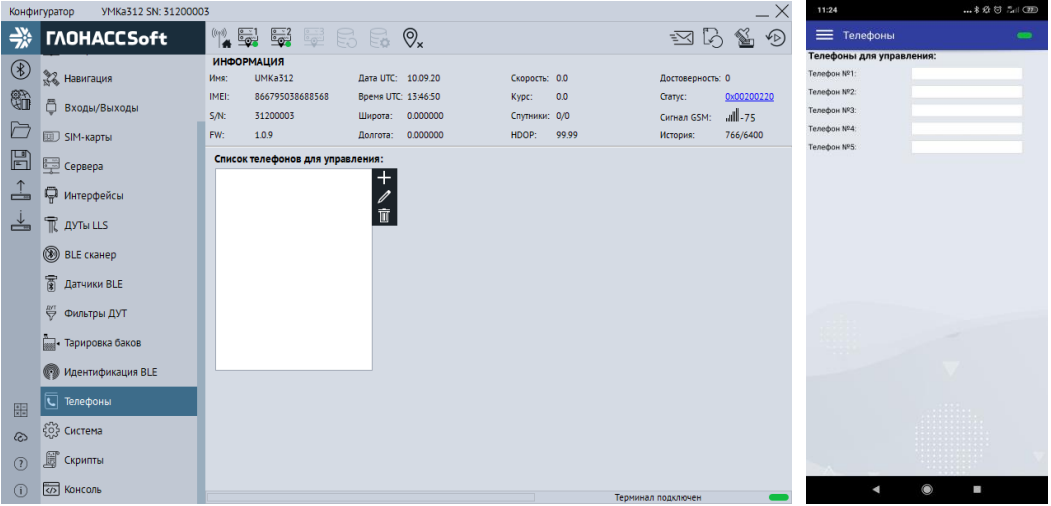 Конфигуратор УМКа312 SN: 31200003
ГЛОНАССSoft
Навигация
Входы/Выходы
SIM-карты
Сервера
Интерфейсы
ДУТы LLS
BLE сканер
Датчики BLE
Фильтры ДУТ
Тарировка баков
Идентификация BLE
Телефоны
Система
Скрипты
Консоль
1
2
ИНФОРМАЦИЯ
Имя: UMKa312 Дата UTC: 10.09.20 Скорость: 0.0 Достоверность: 0
IMEI: 866795038688568 Время UTC: 13:46:50 Курс: 0.0 Статус: 0x00200220
S/N: 31200003 Широта: 0.000000 Спутники: 0/0 Сигнал GSM: -75
FW: 1.0.9 Долгота: 0.000000 HDOP: 99.99 История: 766/6400
Список телефонов для управления:
Терминал подключен
11:24
Телефоны
Телефоны для управления:
Телефон №1:
Телефон №2:
Телефон №3:
Телефон №4:
Телефон №5: